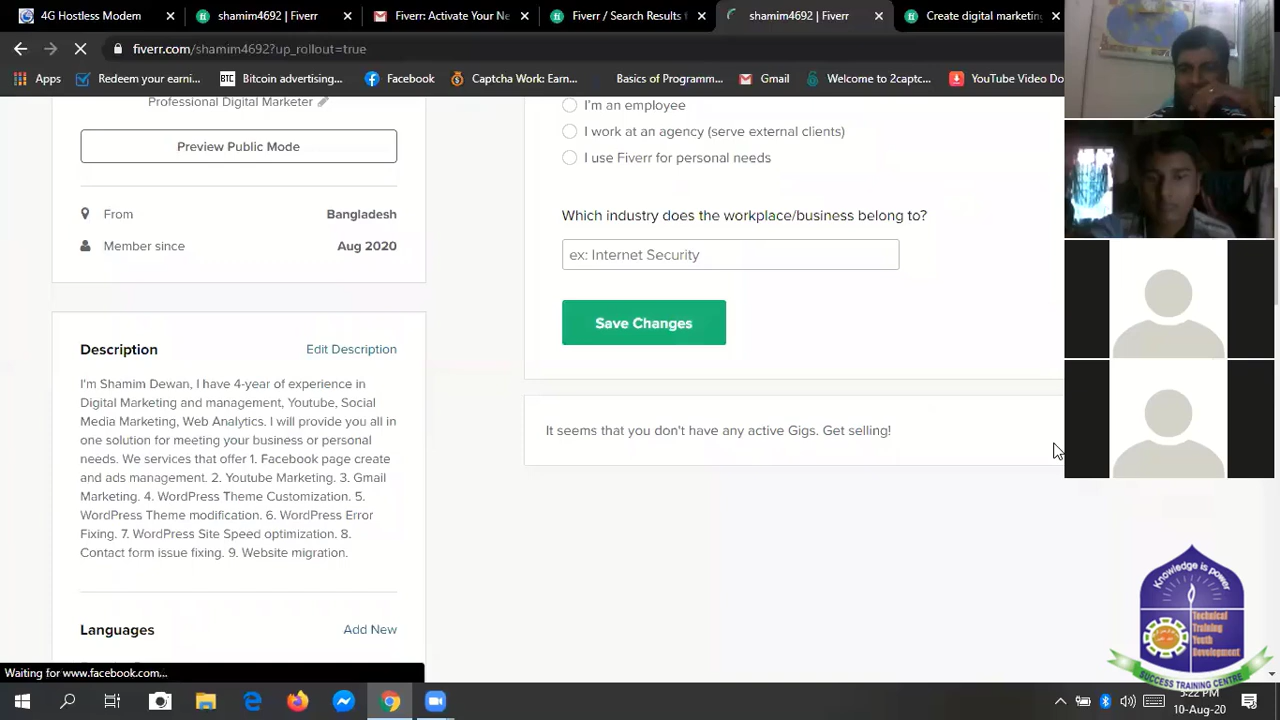 4G Hostless Modem
shamim4692 | Fiverr
Fiverr: Activate Your Ne
Fiverr / Search Results f
shamim4692 | Fiverr
Create digital marketing
fiverr.com/shamim4692?up_rollout=true
Apps
Redeem your earni...
BTC
Bitcoin advertising...
Facebook
Captcha Work: Earn...
Basics of Programm...
Gmail
Welcome to 2captc...
YouTube Video Do
Professional Digital Marketer
Preview Public Mode
From
Bangladesh
Member since
Aug 2020
Description
Edit Description
I'm Shamim Dewan, I have 4-year of experience in
Digital Marketing and management, Youtube, Social
Media Marketing, Web Analytics. I will provide you all in
one solution for meeting your business or personal
needs. We services that offer 1. Facebook page create
and ads management. 2. Youtube Marketing. 3. Gmail
Marketing. 4. WordPress Theme Customization. 5.
WordPress Theme modification. 6. WordPress Error
Fixing. 7. WordPress Site Speed optimization. 8.
Contact form issue fixing. 9. Website migration.
Languages
Add New
I'm an employee
I work at an agency (serve external clients)
I use Fiverr for personal needs
Which industry does the workplace/business belong to?
ex: Internet Security
Save Changes
It seems that you don't have any active Gigs. Get selling!
Knowledge is power
Technical
Training
Youth
Development
SUCCESS TRAINING CENTRE
Waiting for www.facebook.com...
5:22 PM
10-Aug-20